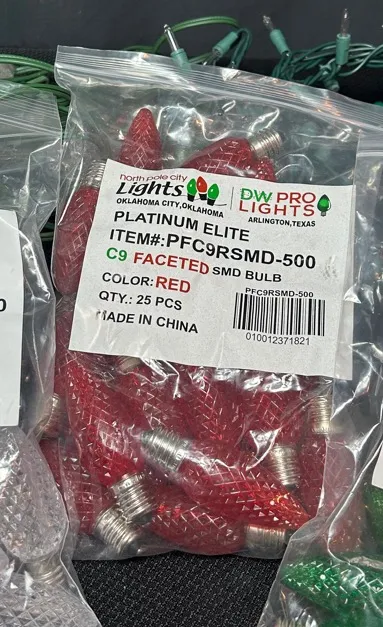 north pole city
Lights
OKLAHOMA CITY,OKLAHOMA
DW PRO
LIGHTS
ARLINGTON,TEXAS
PLATINUM ELITE
ITEM#:PFC9RSMD-500
C9 FACETED SMD BULB
COLOR: RED
QTY.: 25 PCS
MADE IN CHINA
PFC9RSMD-500
010012371821
0